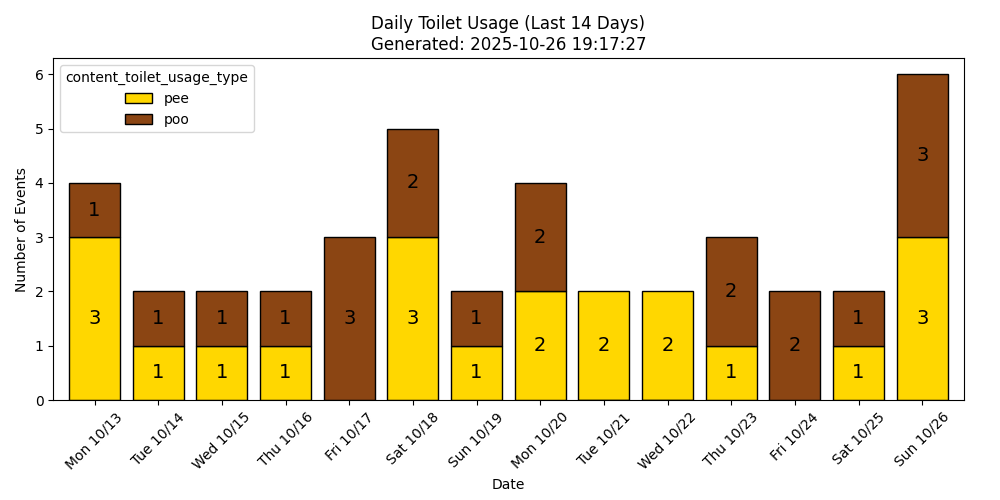 Daily Toilet Usage (Last 14 Days)
Generated: 2025-10-26 19:17:27
content_toilet_usage_type
pee
poo
Number of Events
6
5
4
3
2
1
0
1
3
1
1
1
1
1
1
3
2
3
1
1
2
2
2
2
2
1
2
1
1
3
3
Mon 10/13
Tue 10/14
Wed 10/15
Thu 10/16
Fri 10/17
Sat 10/18
Sun 10/19
Mon 10/20
Tue 10/21
Wed 10/22
Thu 10/23
Fri 10/24
Sat 10/25
Sun 10/26
Date